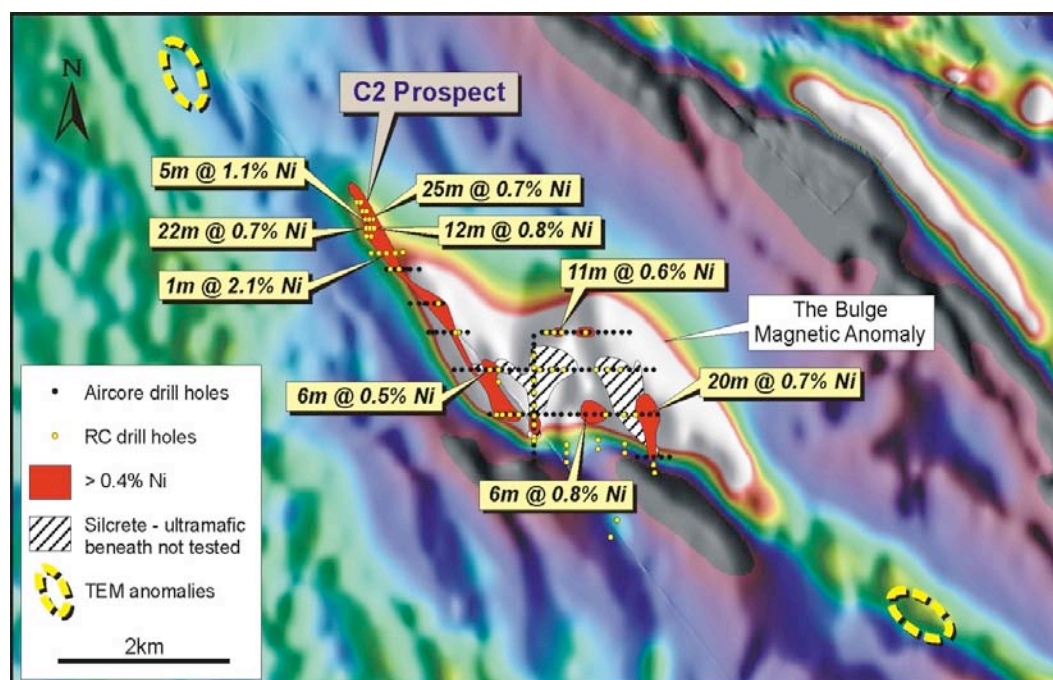 N
C2 Prospect
5m @ 1.1% Ni
25m @ 0.7% Ni
22m @ 0.7% Ni
12m @ 0.8% Ni
1m @ 2.1% Ni
11m @ 0.6% Ni
The Bulge
Magnetic Anomaly
6m @ 0.5% Ni
20m @ 0.7% Ni
6m @ 0.8% Ni
Aircore drill holes
RC drill holes
> 0.4% Ni
Silcrete - ultramafic
beneath not tested
TEM anomalies
2km